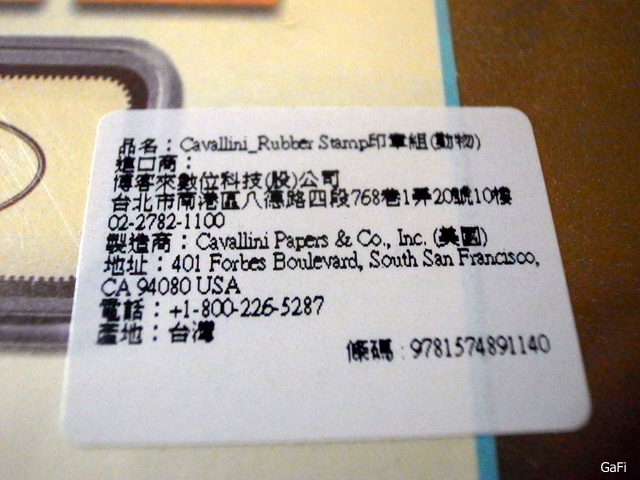 品名：Cavallini_Rubber Stamp印章組(動物)
進口商：
博客來數位科技(股)公司
台北市南港區八德路四段768巷1弄20號10樓
02-2782-1100
製造商：Cavallini Papers & Co., Inc. (美國)
地址：401 Forbes Boulevard, South San Francisco,
CA 94080 USA
電話：+1-800-226-5287
產地：台灣
條碼：9781574891140
GaFi